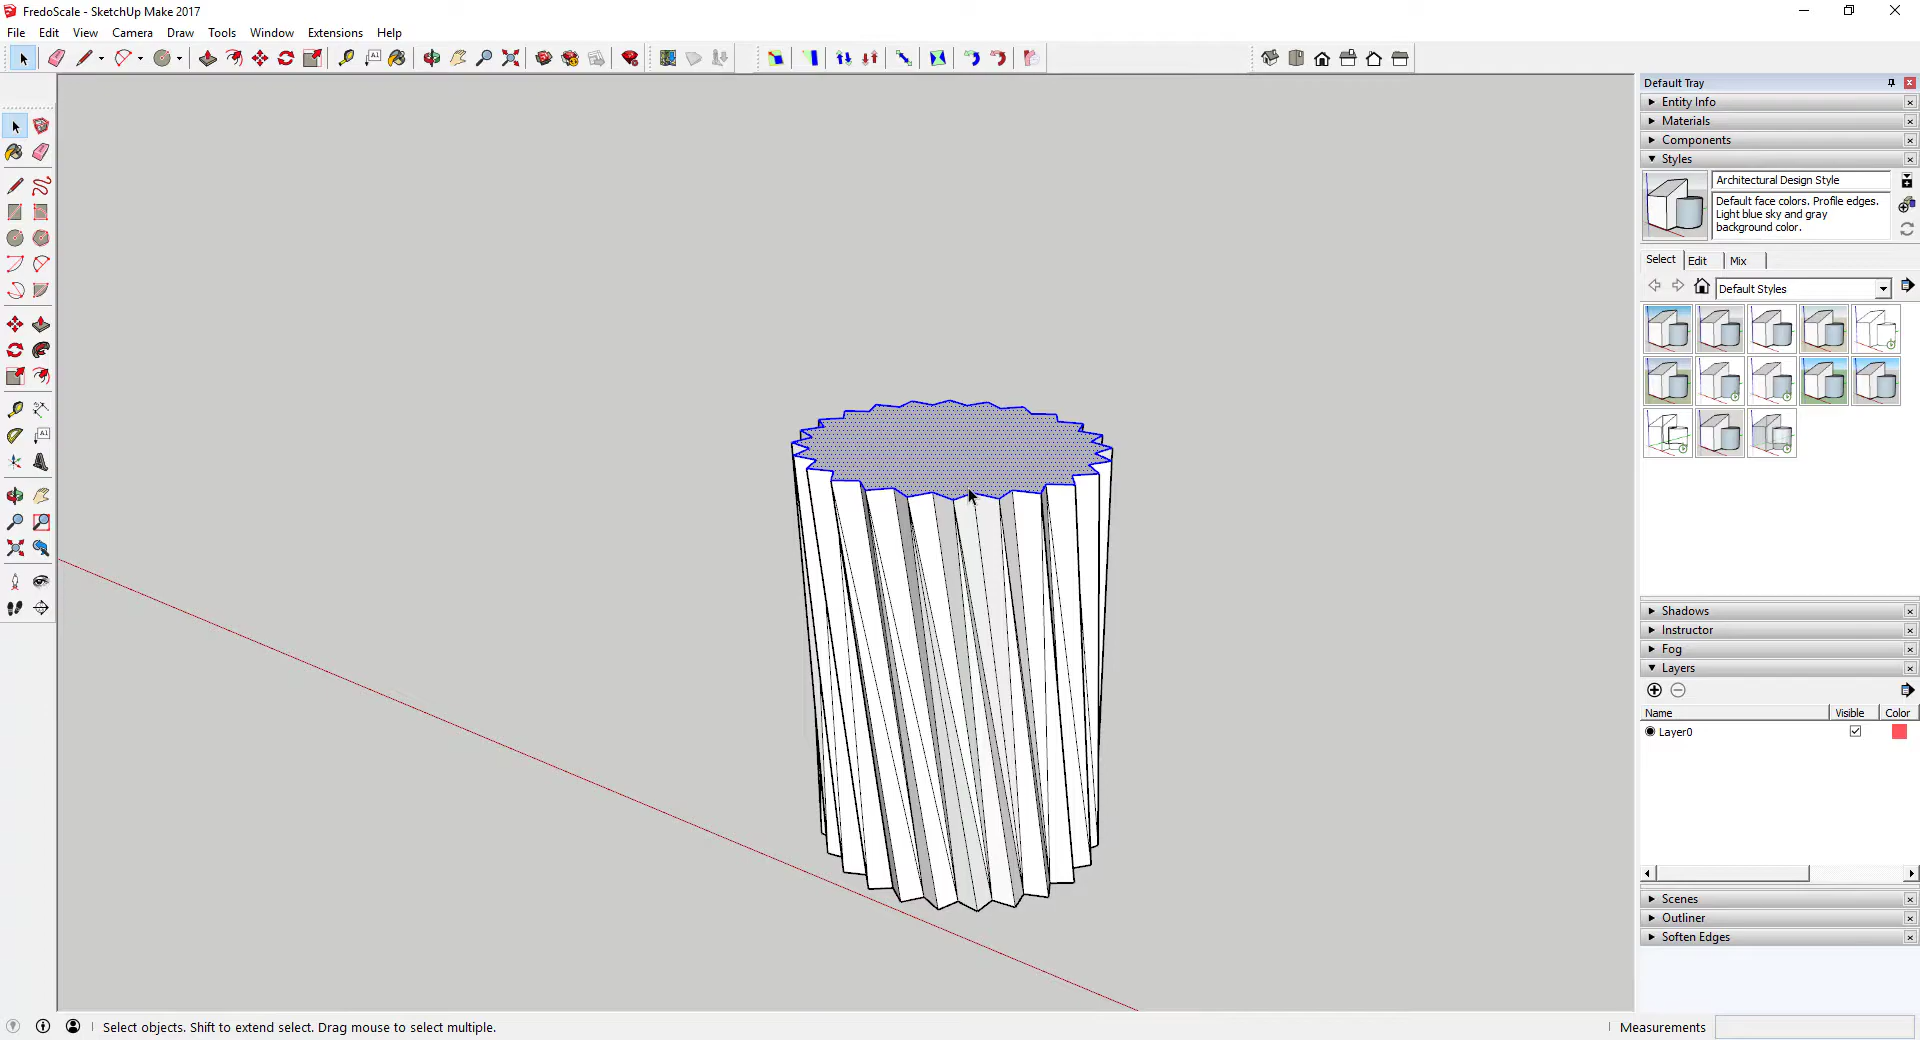 FredoScale - SketchUp Make 2017
File Edit View Camera Draw Tools Window Extensions Help
Default Tray
Entity Info
Materials
Components
Styles
Architectural Design Style
Default face colors. Profile edges.
Light blue sky and gray
background color.
Select Edit Mix
Default Styles
Shadows
Instructor
Fog
Layers
Name Visible Color
Layer0
Scenes
Outliner
Soften Edges
Select objects. Shift to extend select. Drag mouse to select multiple.
Measurements